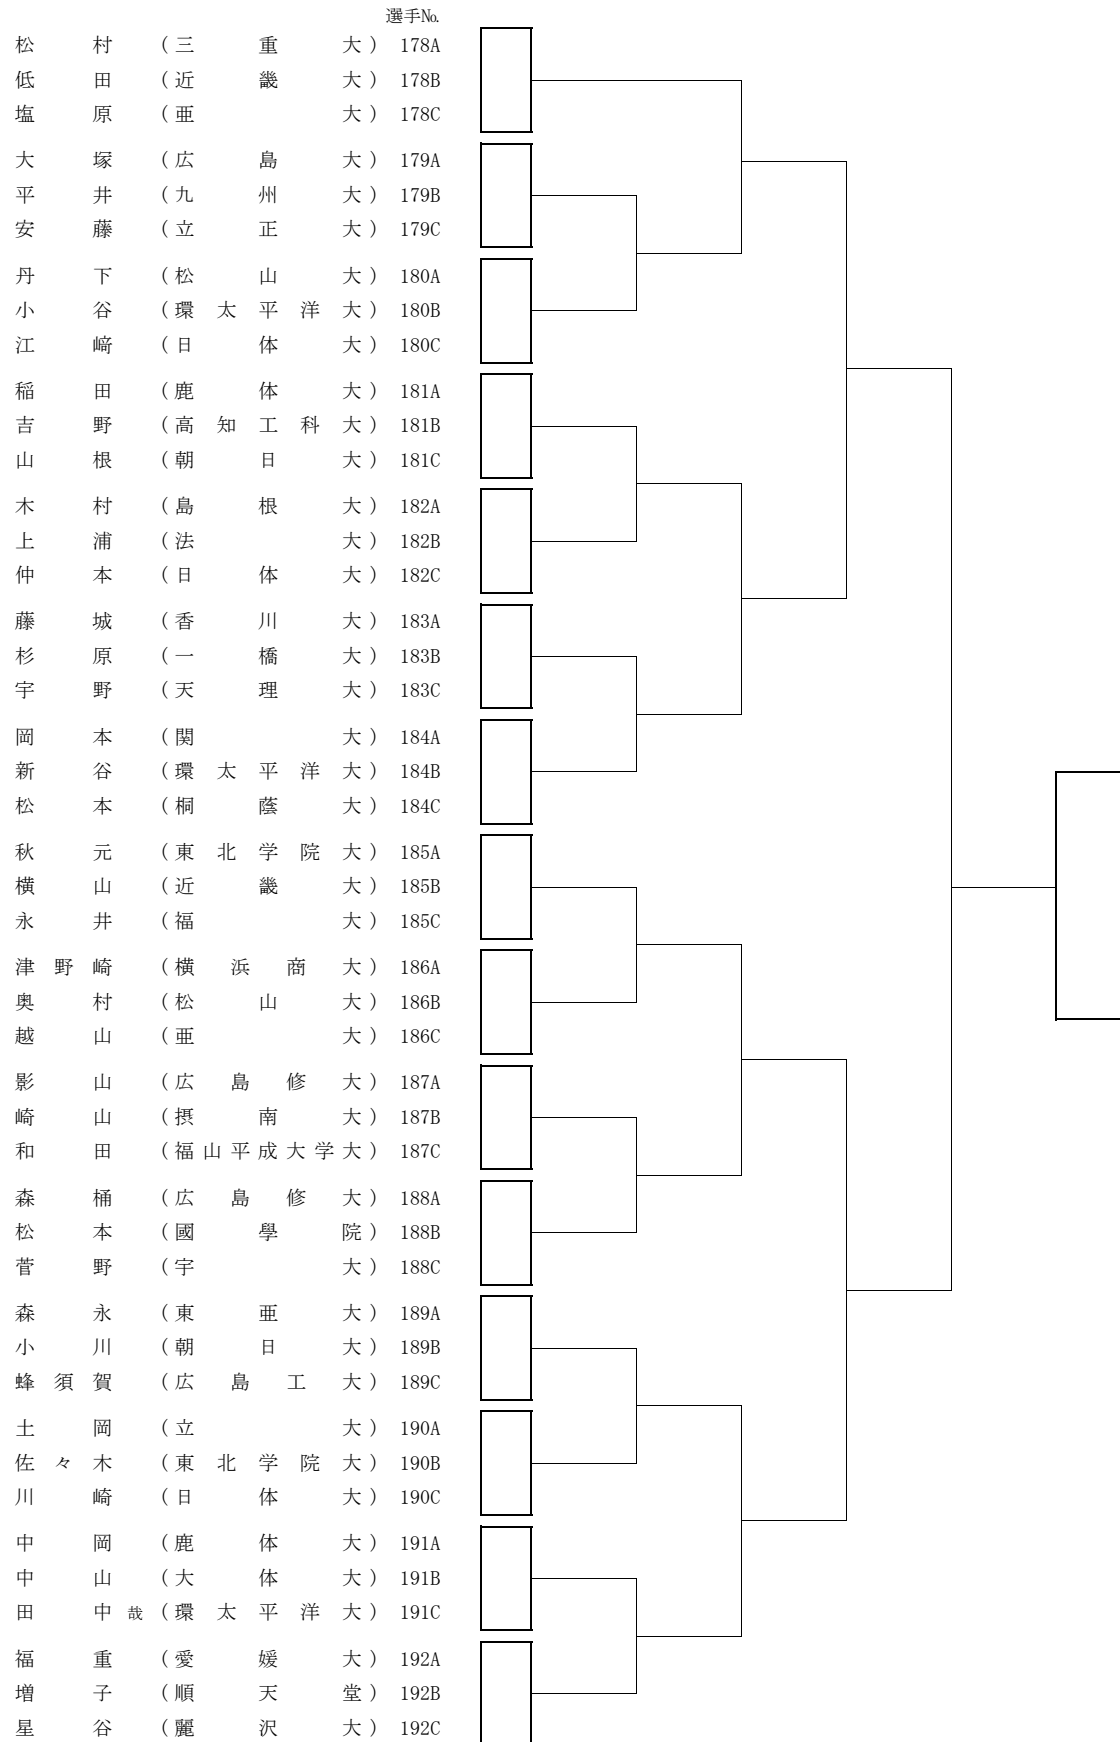 選手№
松村（三重大）178A
低田（近畿大）178B
塩原（亜大）178C
大塚（広島大）179A
平井（九州大）179B
安藤（立正大）179C
丹下（松山大）180A
小谷（環太平洋大）180B
江﨑（日体大）180C
稲田（鹿体大）181A
吉野（高知工科大）181B
山根（朝日大）181C
木村（島根大）182A
上浦（法大）182B
仲本（日体大）182C
藤城（香川大）183A
杉原（一橋大）183B
宇野（天理大）183C
岡本（関大）184A
新谷（環太平洋大）184B
松本（桐蔭大）184C
秋元（東北学院大）185A
横山（近畿大）185B
永井（福大）185C
津野崎（横浜商大）186A
奥村（松山大）186B
越山（亜大）186C
影山（広島修大）187A
崎山（摂南大）187B
和田（福山平成大学大）187C
森桶（広島修大）188A
松本（國學院）188B
菅野（宇大）188C
森永（東亜大）189A
小川（朝日大）189B
蜂須賀（広島工大）189C
土岡（立大）190A
佐々木（東北学院大）190B
川崎（日体大）190C
中岡（鹿体大）191A
中山（大体大）191B
田中哉（環太平洋大）191C
福重（愛媛大）192A
増子（順天堂）192B
星谷（麗沢大）192C